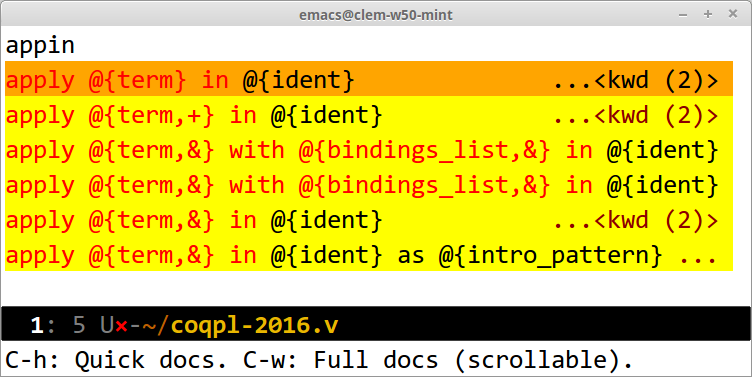 emacs@clem-w50-mint
appin
apply @{term} in @{ident} ...<kwd (2)>
apply @{term,+} in @{ident} ...<kwd (2)>
apply @{term,&} with @{bindings_list,&} in @{ident}
apply @{term,&} with @{bindings_list,&} in @{ident}
apply @{term,&} in @{ident} ...<kwd (2)>
apply @{term,&} in @{ident} as @{intro_pattern} ...
1: 5 U×-~/coqpl-2016.v
C-h: Quick docs. C-w: Full docs (scrollable).